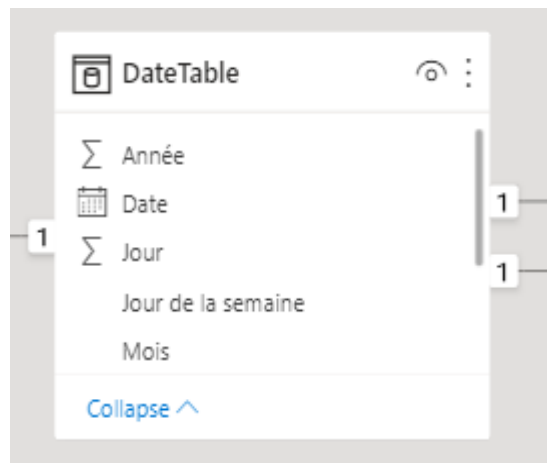 DateTable
Année
Date
1
1
Jour
1
Jour de la semaine
Mois
Collapse